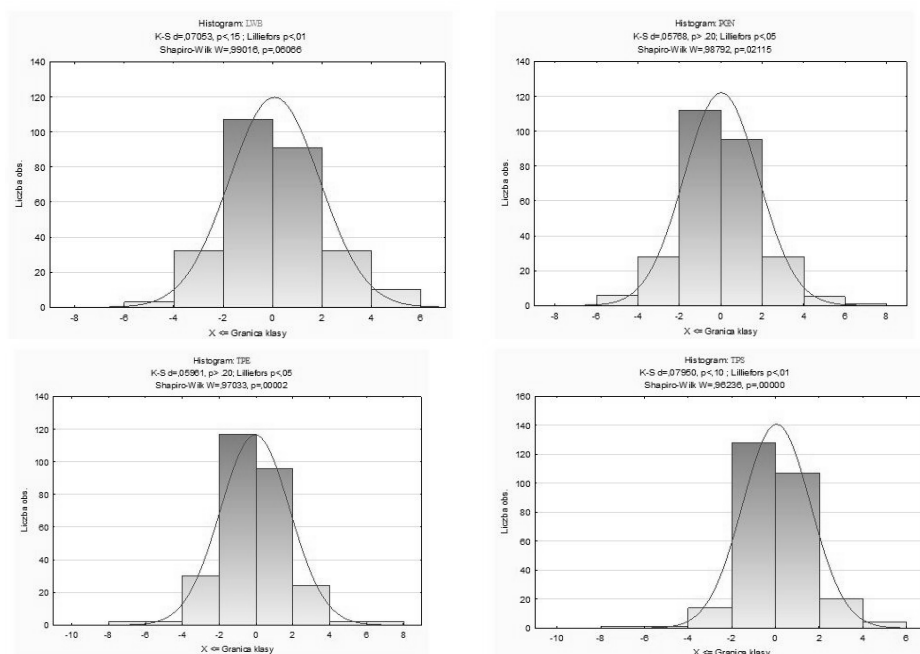 Histogram: LWB
K-S d=,07053, p<,15 ; Lilliefors p<,01
Shapiro-Wilk W=,99016, p=,06066
140
120
100
80
60
40
20
0
Liczba obs.
-8 -6 -4 -2 0 2 4 6
X <= Granica klasy
Histogram: PGN
K-S d=,05768, p> .20; Lilliefors p<,05
Shapiro-Wilk W=,98792, p=,02115
140
120
100
80
60
40
20
0
Liczba obs.
-8 -6 -4 -2 0 2 4 6 8
X <= Granica klasy
Histogram: TPE
K-S d=,05961, p> .20; Lilliefors p<,05
Shapiro-Wilk W=,97033, p=,00002
140
120
100
80
60
40
20
0
Liczba obs.
-10 -8 -6 -4 -2 0 2 4 6 8
X <= Granica klasy
Histogram: TPS
K-S d=,07950, p<,10 ; Lilliefors p<,01
Shapiro-Wilk W=,96236, p=,00000
160
140
120
100
80
60
40
20
0
Liczba obs.
-10 -8 -6 -4 -2 0 2 4 6
X <= Granica klasy